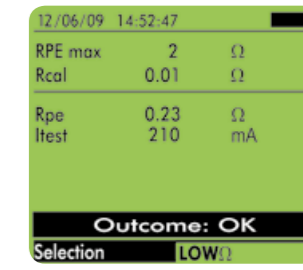 12/06/09 14:52:47
RPE max 2 Ω
Rcal 0.01 Ω
Rpe 0.23 Ω
Itest 210 mA
Outcome: OK
Selection LOWΩ